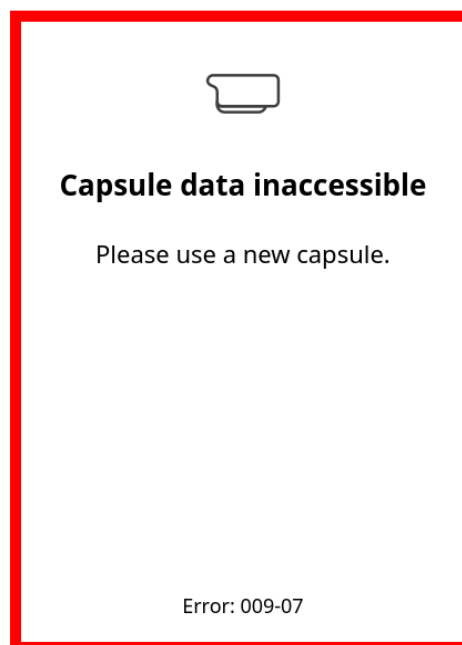 Capsule data inaccessible
Please use a new capsule.
Error: 009-07